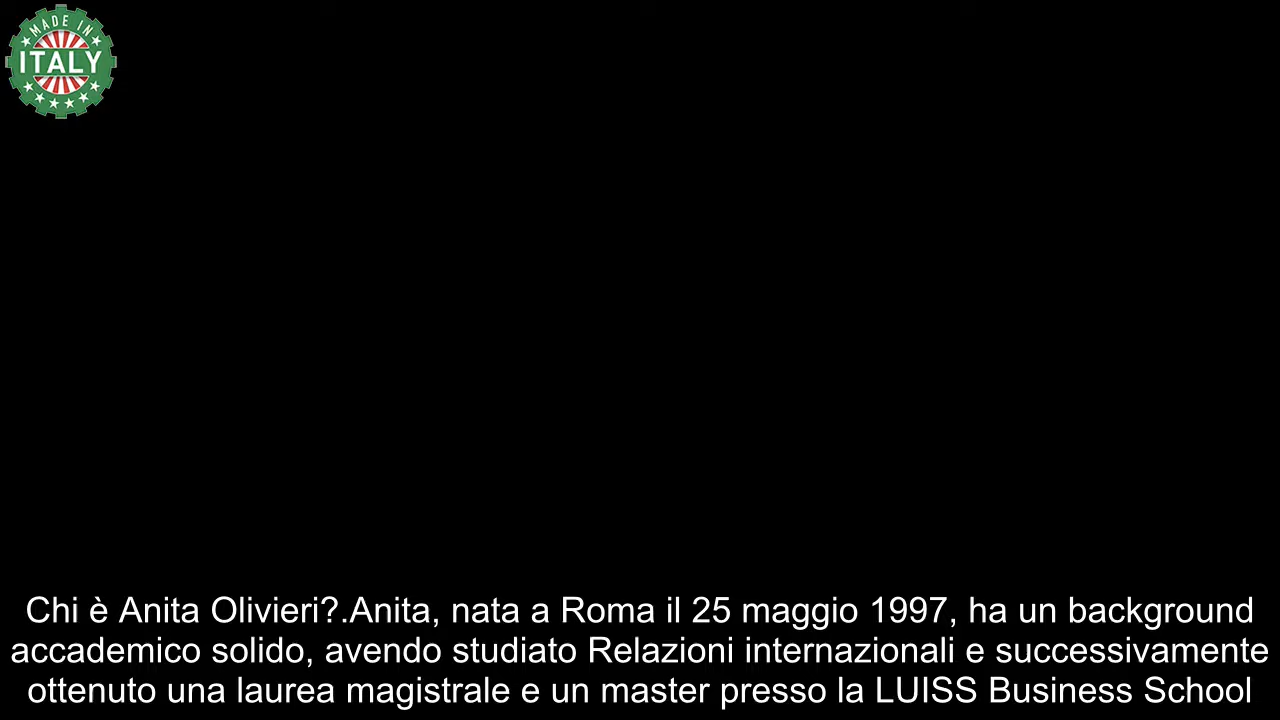 MADE IN
ITALY
Chi è Anita Olivieri?.Anita, nata a Roma il 25 maggio 1997, ha un background
accademico solido, avendo studiato Relazioni internazionali e successivamente
ottenuto una laurea magistrale e un master presso la LUISS Business School